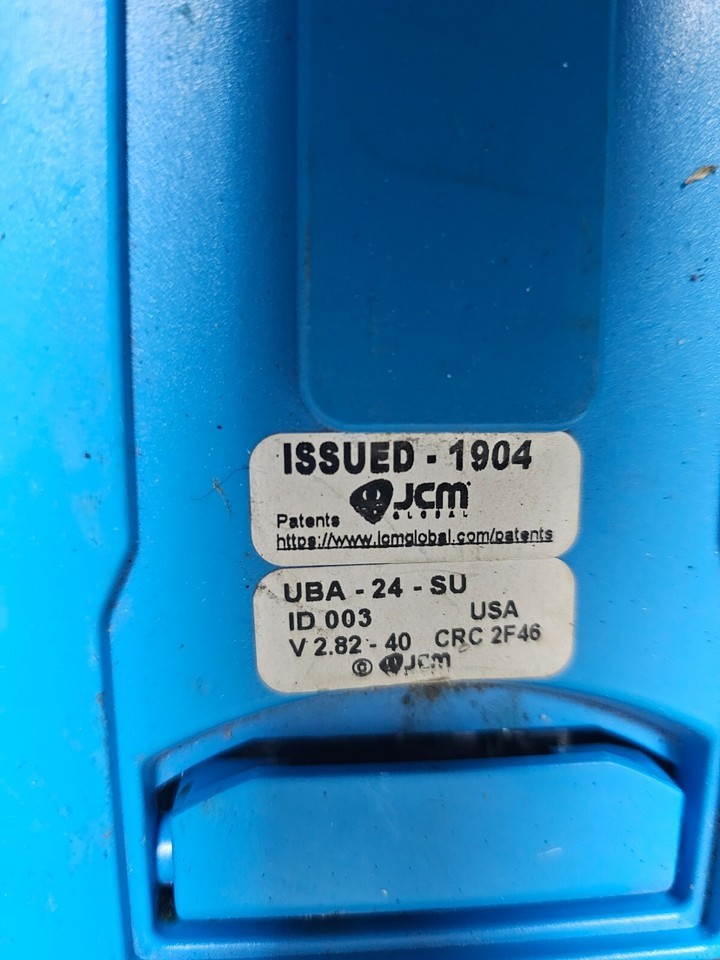 ISSUED - 1904
JCM
GLOBAL
Patents
https://www.jcmglobal.com/patents
UBA - 24 - SU
ID 003 USA
V 2.82 - 40 CRC 2F46
© JCM